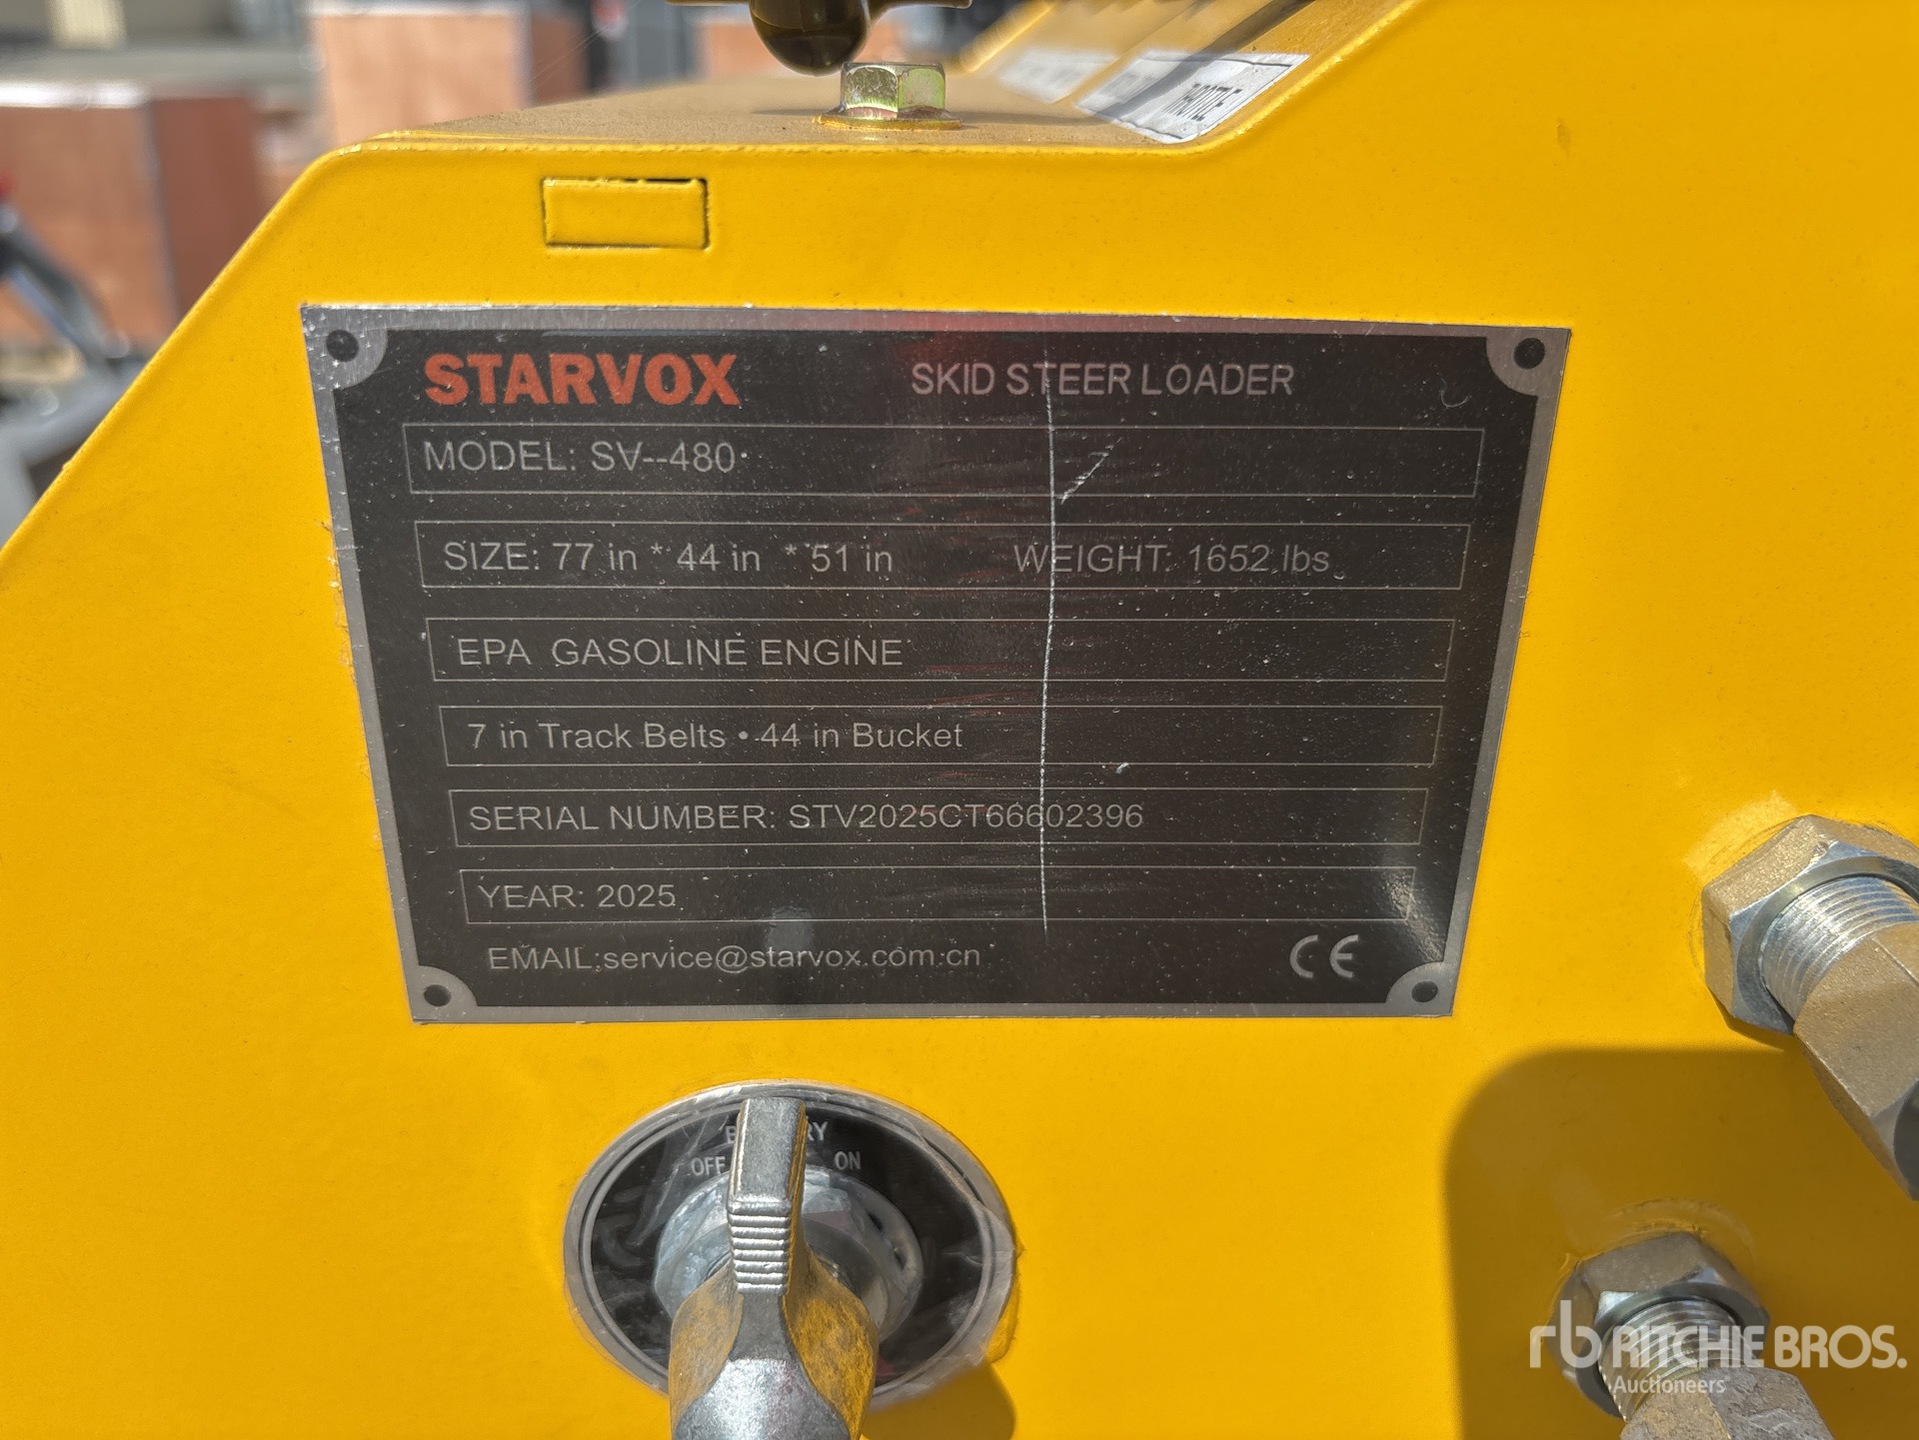 THROTTLE
STARVOX SKID STEER LOADER
MODEL: SV--480
SIZE: 77 in * 44 in * 51 in WEIGHT: 1652 lbs
EPA GASOLINE ENGINE
7 in Track Belts • 44 in Bucket
SERIAL NUMBER: STV2025CT66602396
YEAR: 2025
EMAIL:service@starvox.com.cn CE
OFF ON
rb RITCHIE BROS.
Auctioneers